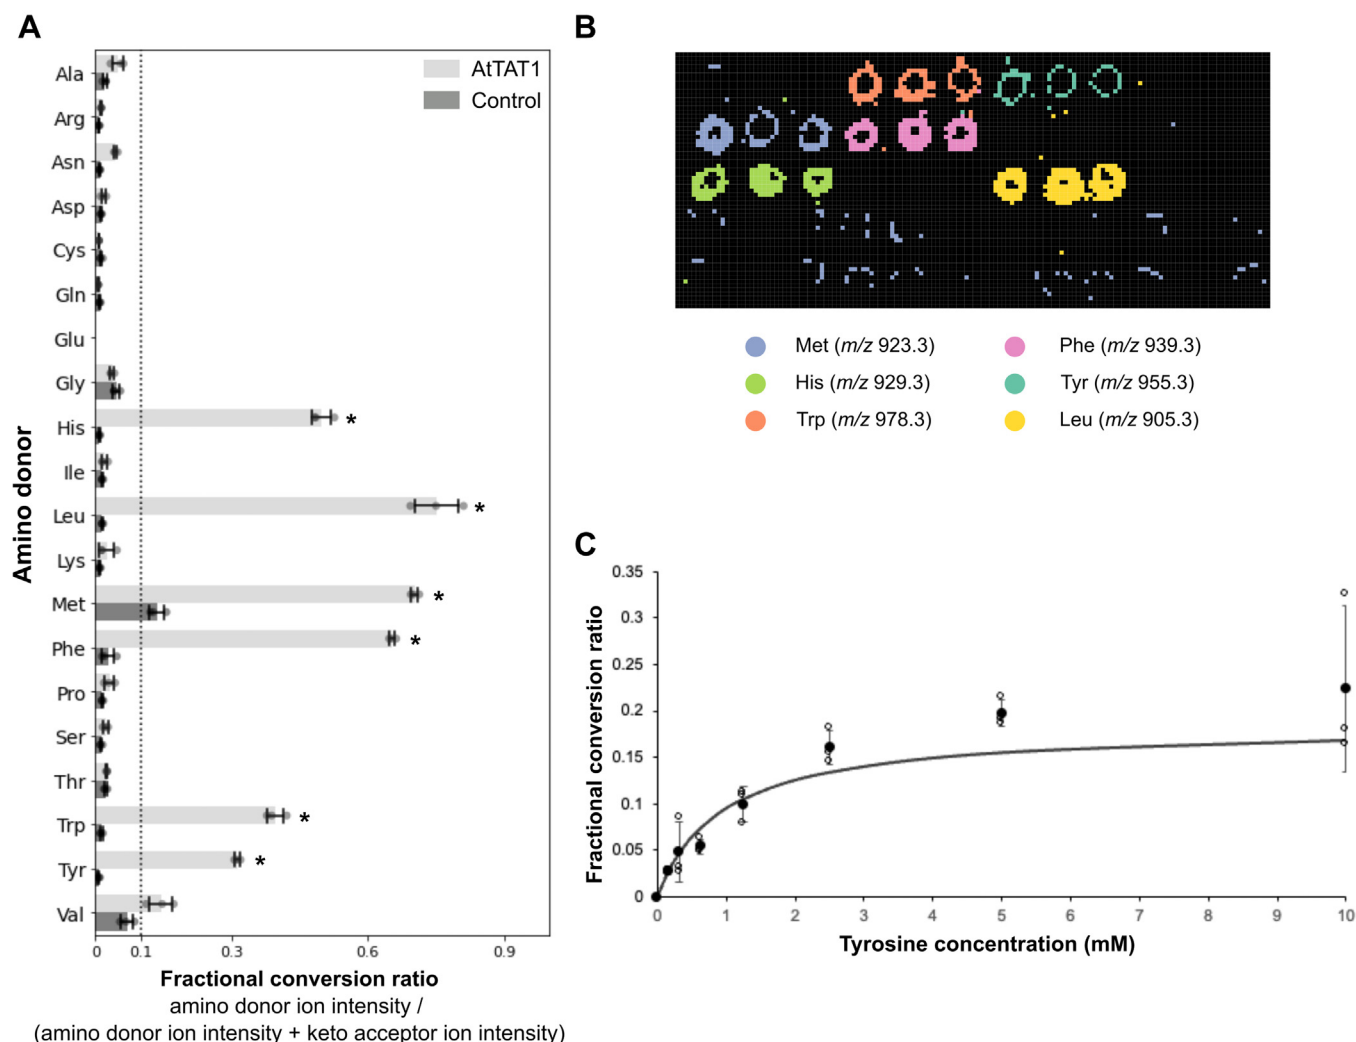 A
AtTAT1
Control
Amino donor
Ala
Arg
Asn
Asp
Cys
Gln
Glu
Gly
His
Ile
Leu
Lys
Met
Phe
Pro
Ser
Thr
Trp
Tyr
Val
*
*
*
*
*
*
0 0.1 0.3 0.6 0.9
Fractional conversion ratio
amino donor ion intensity /
(amino donor ion intensity + keto acceptor ion intensity)
B
Met (m/z 923.3)
Phe (m/z 939.3)
His (m/z 929.3)
Tyr (m/z 955.3)
Trp (m/z 978.3)
Leu (m/z 905.3)
C
Fractional conversion ratio
0.35
0.3
0.25
0.2
0.15
0.1
0.05
0
0 1 2 3 4 5 6 7 8 9 10
Tyrosine concentration (mM)